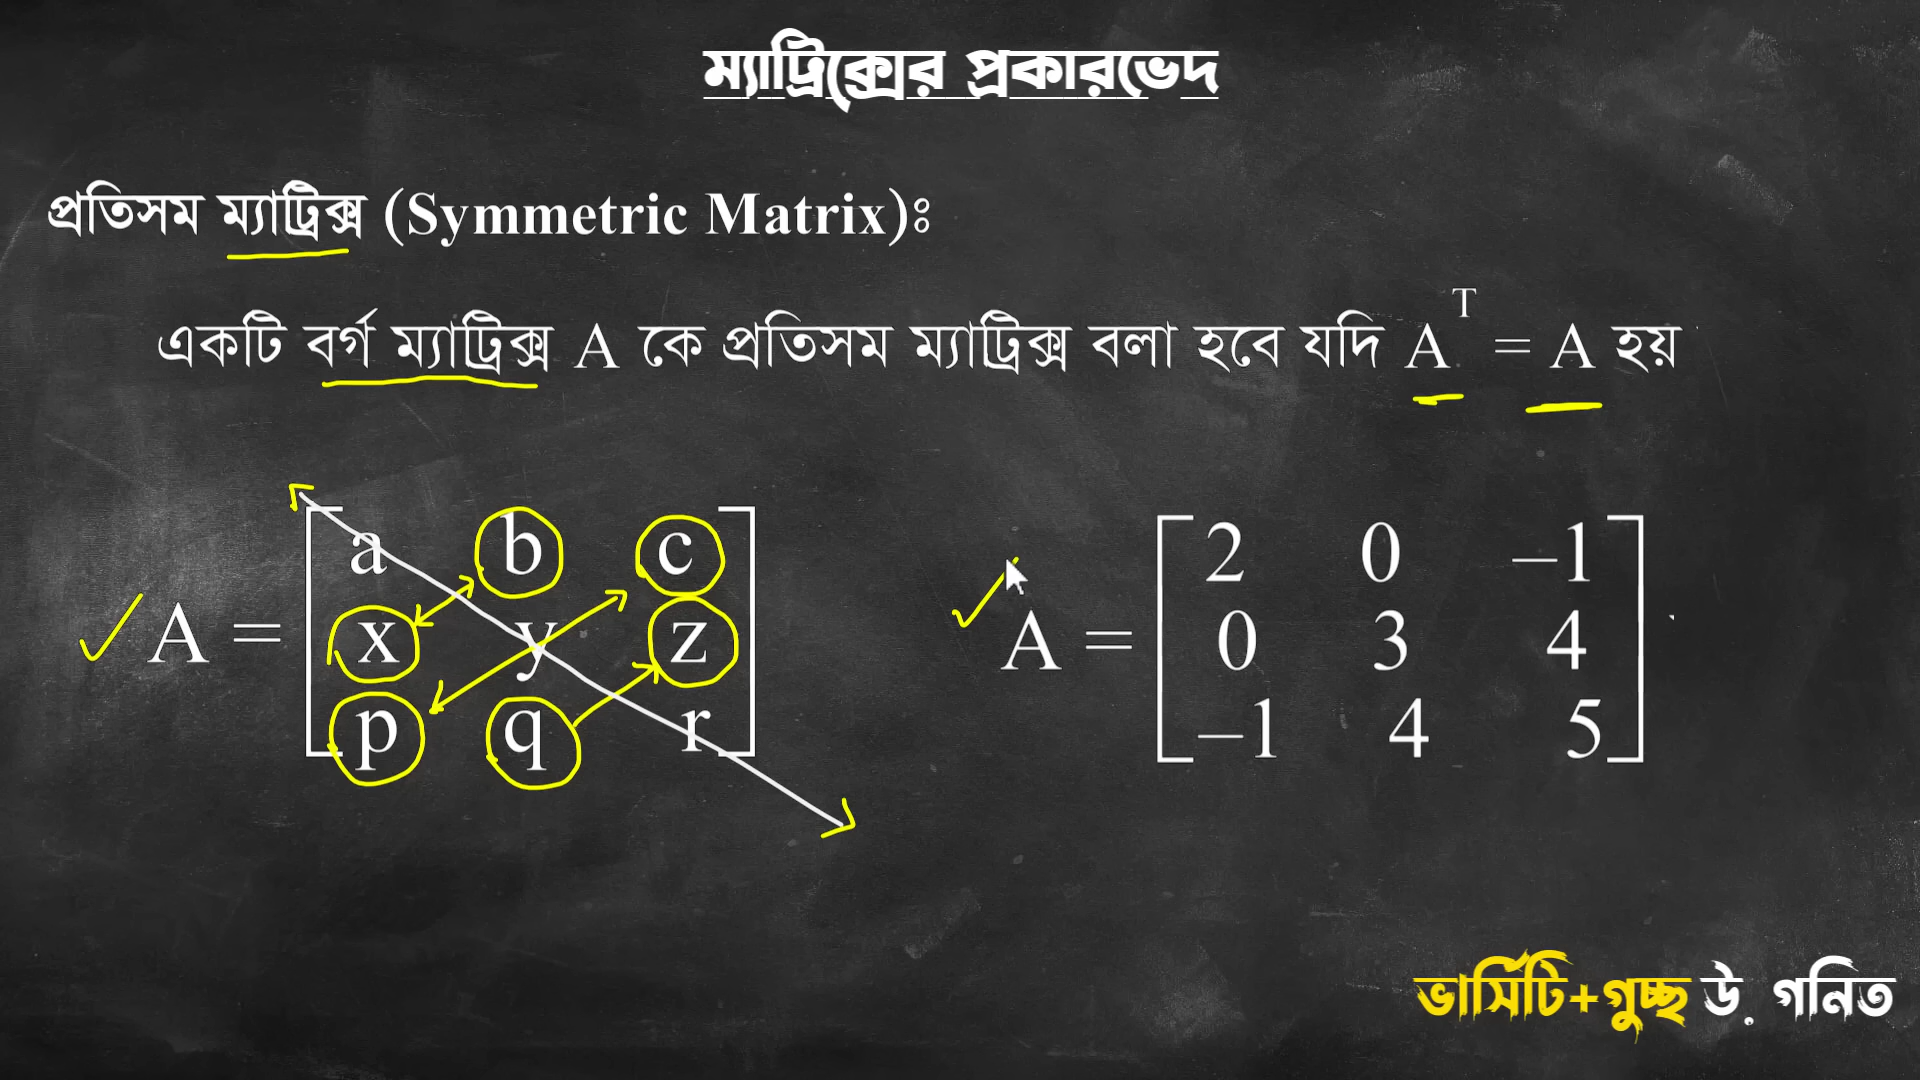 ম্যাট্রিক্সের প্রকারভেদ
প্রতিসম ম্যাট্রিক্স (Symmetric Matrix)ঃ
একটি বর্গ ম্যাট্রিক্স A কে প্রতিসম ম্যাট্রিক্স বলা হবে যদি A^T = A হয়
A = [a b c
x y z
p q r]
A = [2 0 –1
0 3 4
–1 4 5]
ভার্সিটি+গুচ্ছ উ. গনিত